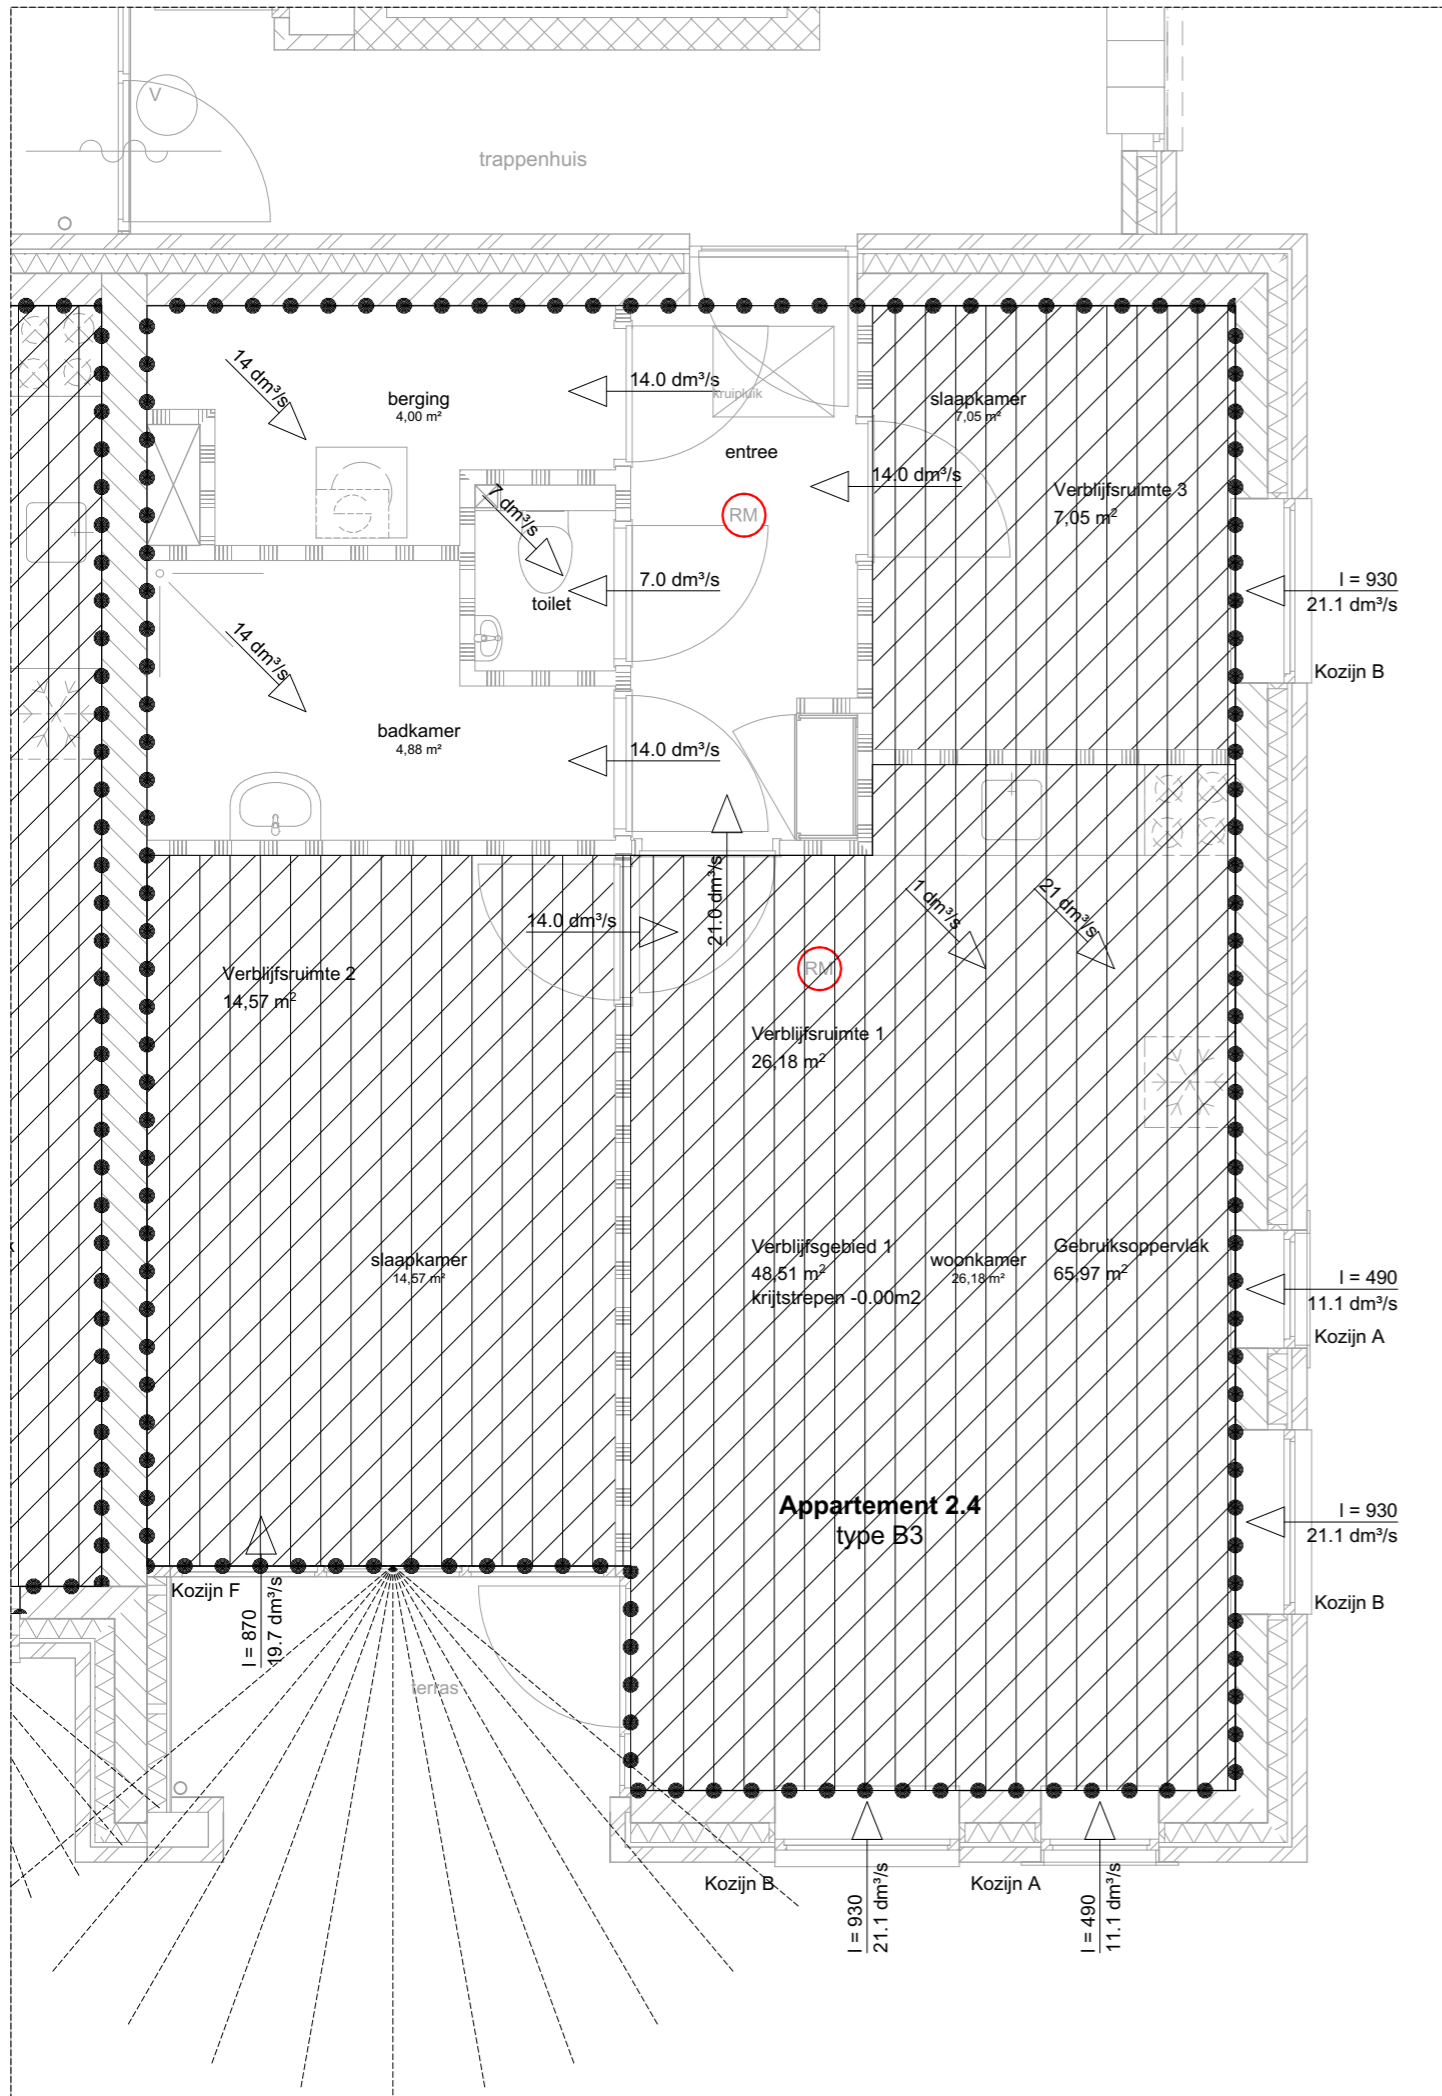 V
trappenhuis
14 dm³/s
berging
4,00 m²
14.0 dm³/s
kruipluik
slaapkamer
7,05 m²
entree
14.0 dm³/s
Verblijfsruimte 3
7,05 m²
7 dm³/s
RM
toilet
7.0 dm³/s
l = 930
21.1 dm³/s
Kozijn B
14 dm³/s
badkamer
4,88 m²
14.0 dm³/s
21.0 dm³/s
14.0 dm³/s
1 dm³/s
21 dm³/s
Verblijfsruimte 2
14,57 m²
RM
Verblijfsruimte 1
26,18 m²
slaapkamer
14,57 m²
Verblijfsgebied 1
48,51 m²
krijtstrepen -0.00m2
woonkamer
26,18 m²
Gebruiksoppervlak
65,97 m²
l = 490
11.1 dm³/s
Kozijn A
Appartement 2.4
type B3
l = 930
21.1 dm³/s
Kozijn B
Kozijn F
l = 870
19.7 dm³/s
terras
Kozijn B
l = 930
21.1 dm³/s
Kozijn A
l = 490
11.1 dm³/s